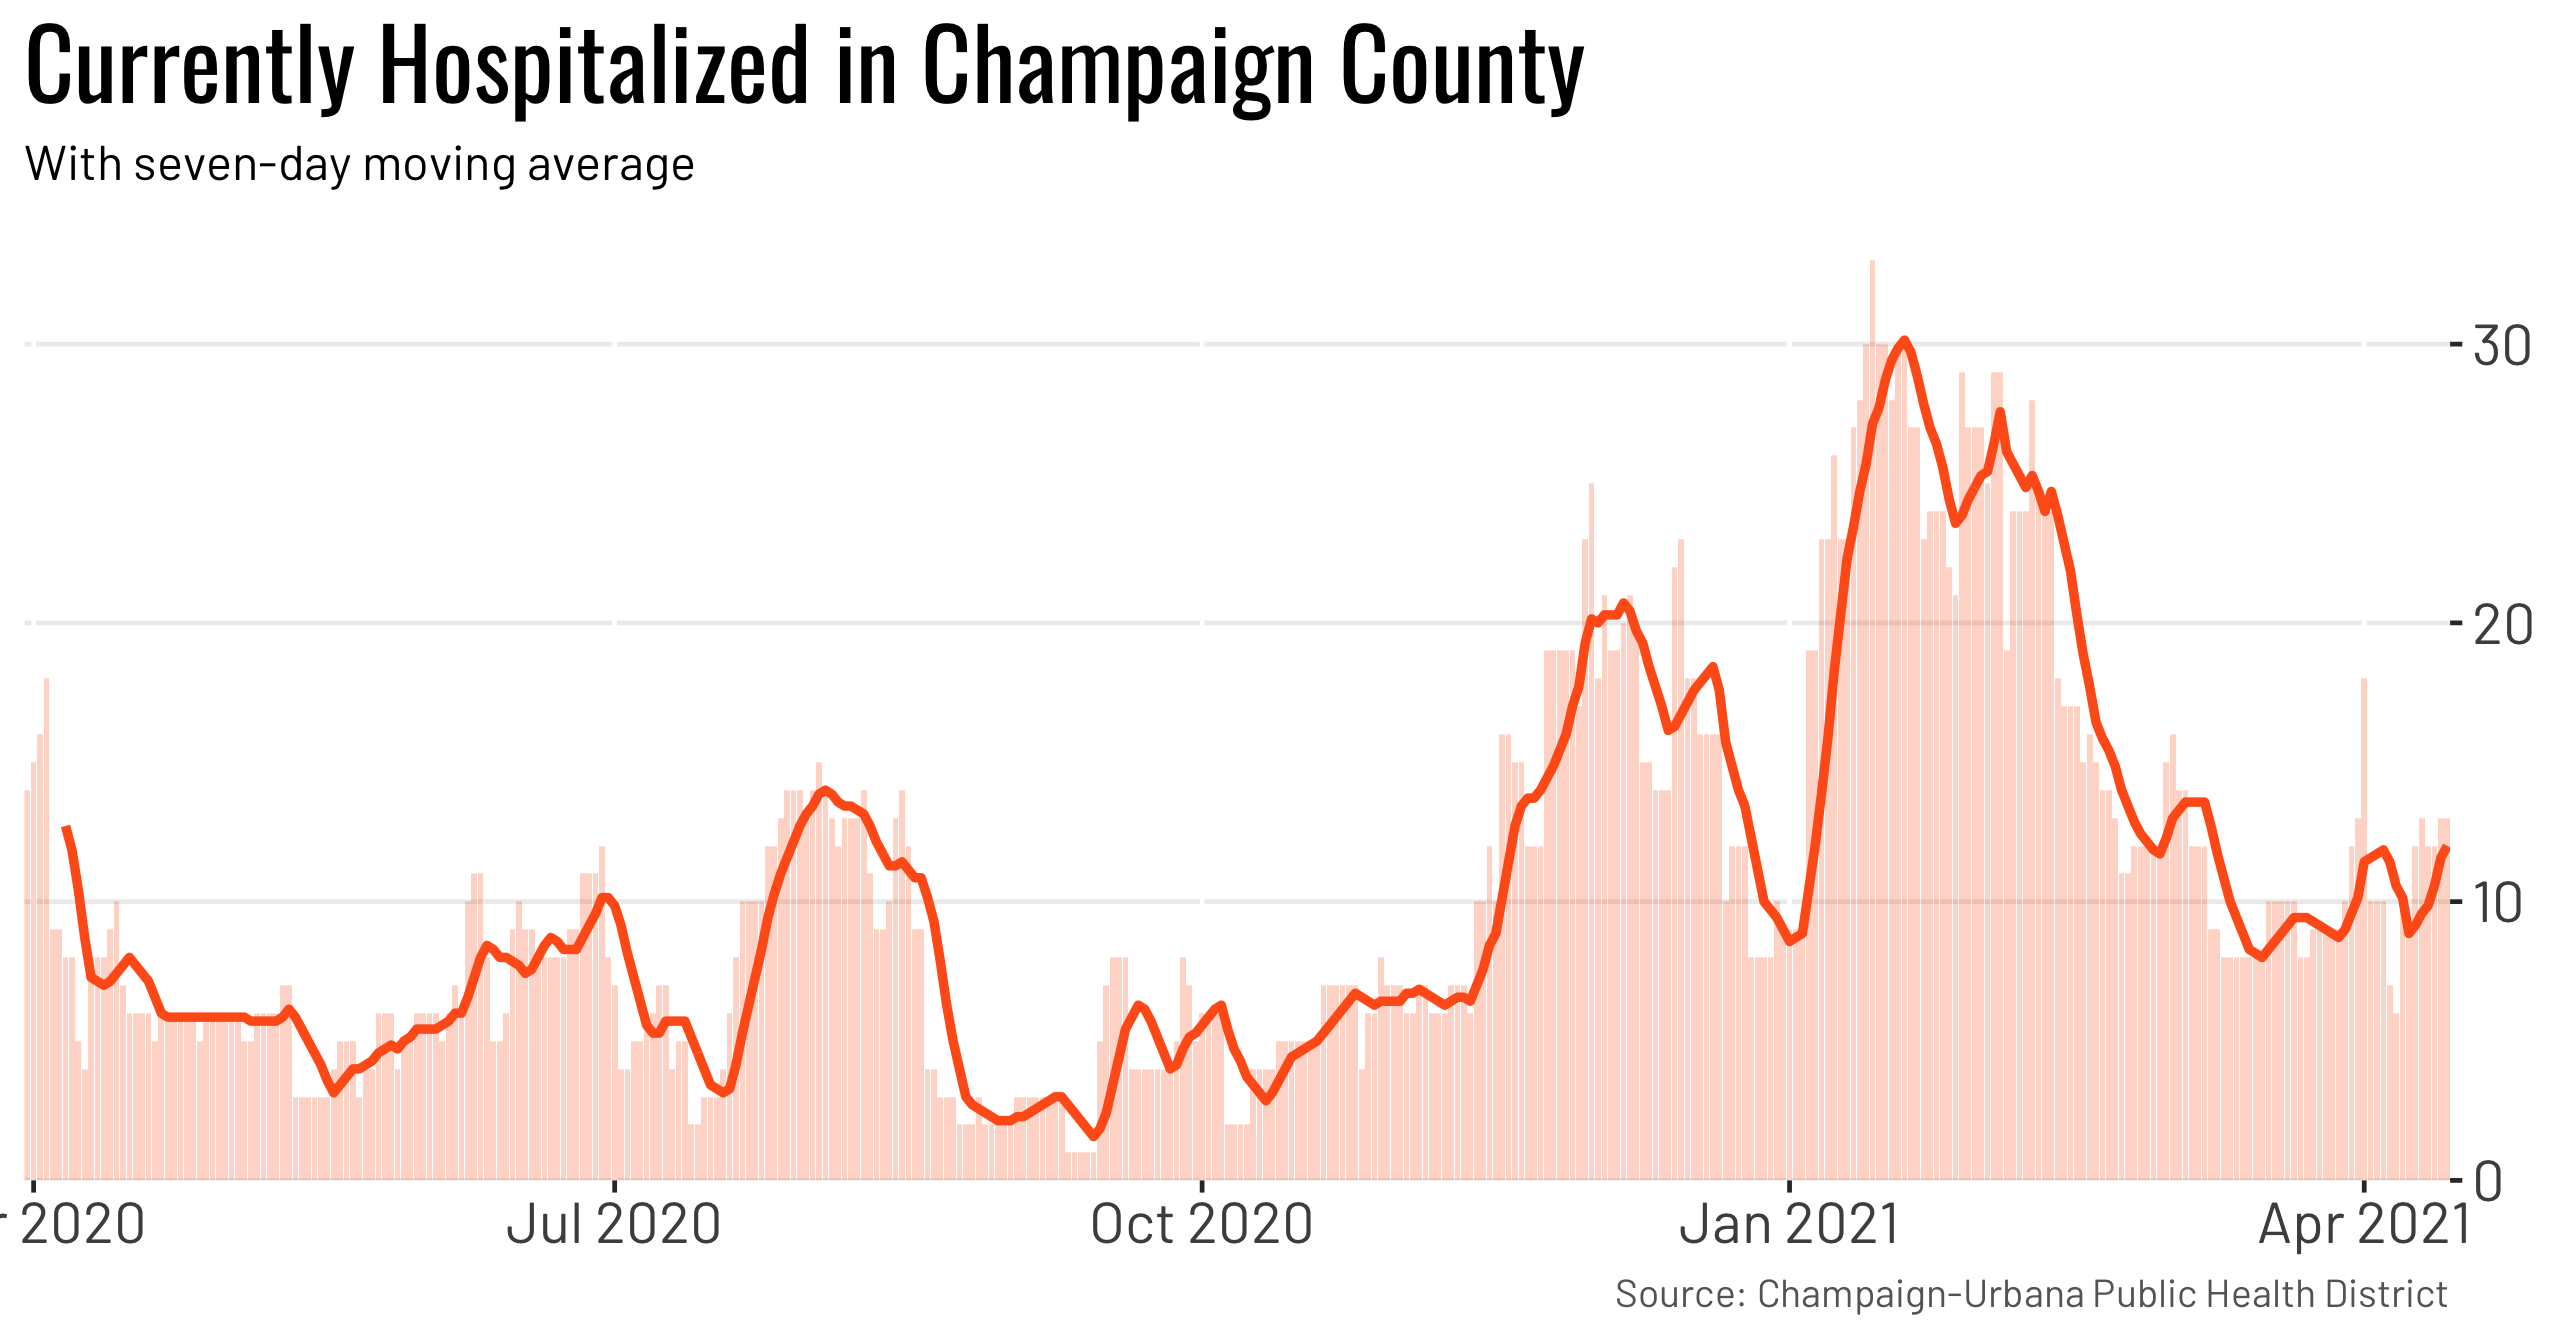 Currently Hospitalized in Champaign County
With seven-day moving average
30
20
10
0
2020
Jul 2020
Oct 2020
Jan 2021
Apr 2021
Source: Champaign-Urbana Public Health District